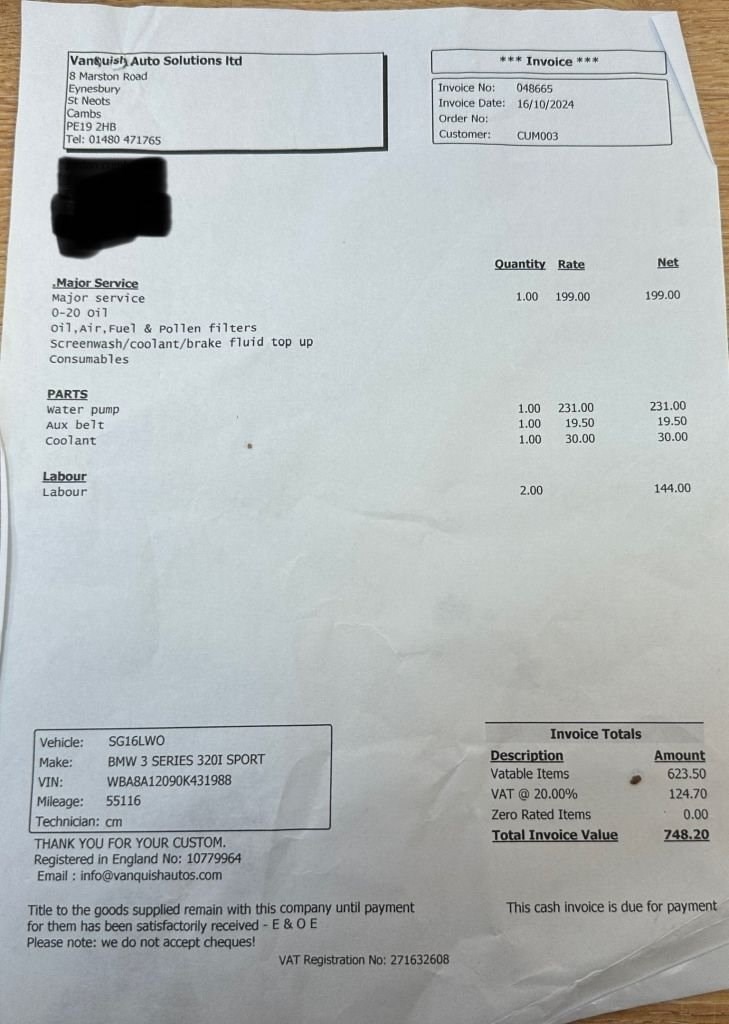 Vanquish Auto Solutions ltd
8 Marston Road
Eynesbury
St Neots
Cambs
PE19 2HB
Tel: 01480 471765
*** Invoice ***
Invoice No: 048665
Invoice Date: 16/10/2024
Order No:
Customer: CUM003
Quantity Rate Net
.Major Service
Major service 1.00 199.00 199.00
0-20 oil
Oil,Air,Fuel & Pollen filters
Screenwash/coolant/brake fluid top up
Consumables
PARTS
Water pump 1.00 231.00 231.00
Aux belt 1.00 19.50 19.50
Coolant 1.00 30.00 30.00
Labour
Labour 2.00 144.00
Vehicle: SG16LWO
Make: BMW 3 SERIES 320I SPORT
VIN: WBA8A12090K431988
Mileage: 55116
Technician: cm
Invoice Totals
Description Amount
Vatable Items 623.50
VAT @ 20.00% 124.70
Zero Rated Items 0.00
Total Invoice Value 748.20
THANK YOU FOR YOUR CUSTOM.
Registered in England No: 10779964
Email : info@vanquishautos.com
Title to the goods supplied remain with this company until payment
for them has been satisfactorily received - E & O E
Please note: we do not accept cheques!
This cash invoice is due for payment
VAT Registration No: 271632608